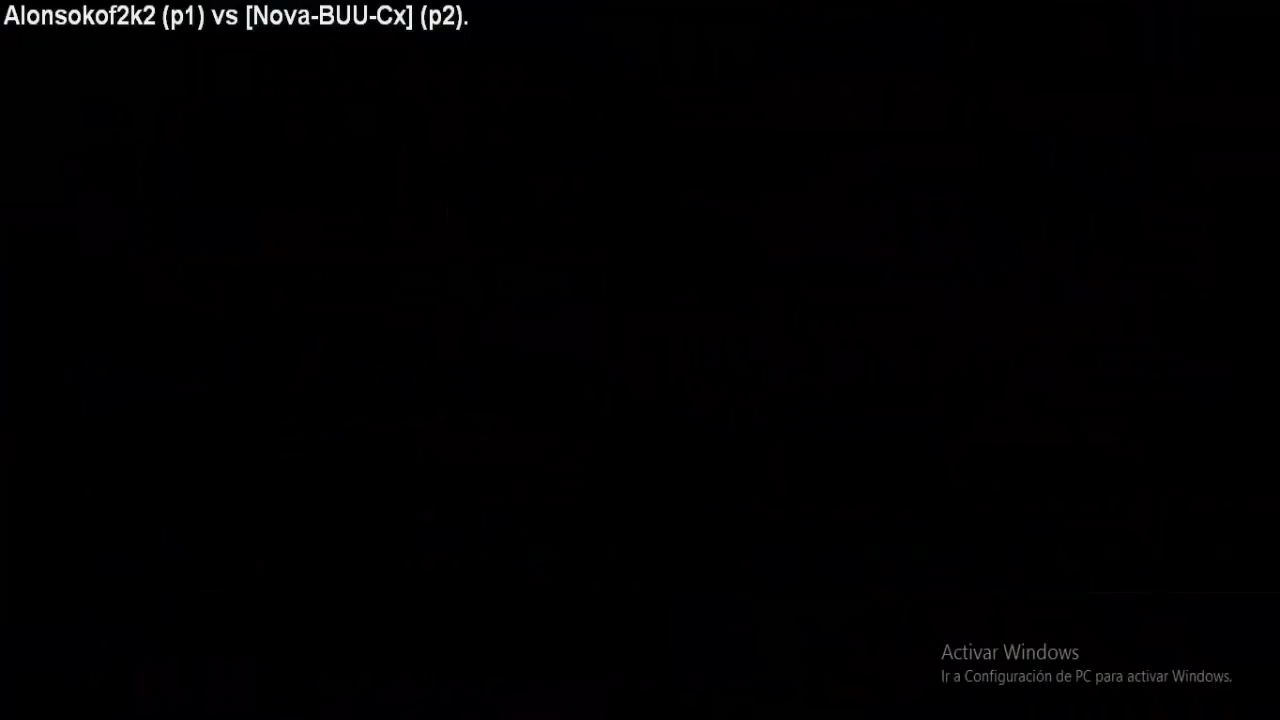 Alonsokof2k2 (p1) vs [Nova-BUU-Cx] (p2).
Activar Windows
Ir a Configuración de PC para activar Windows.